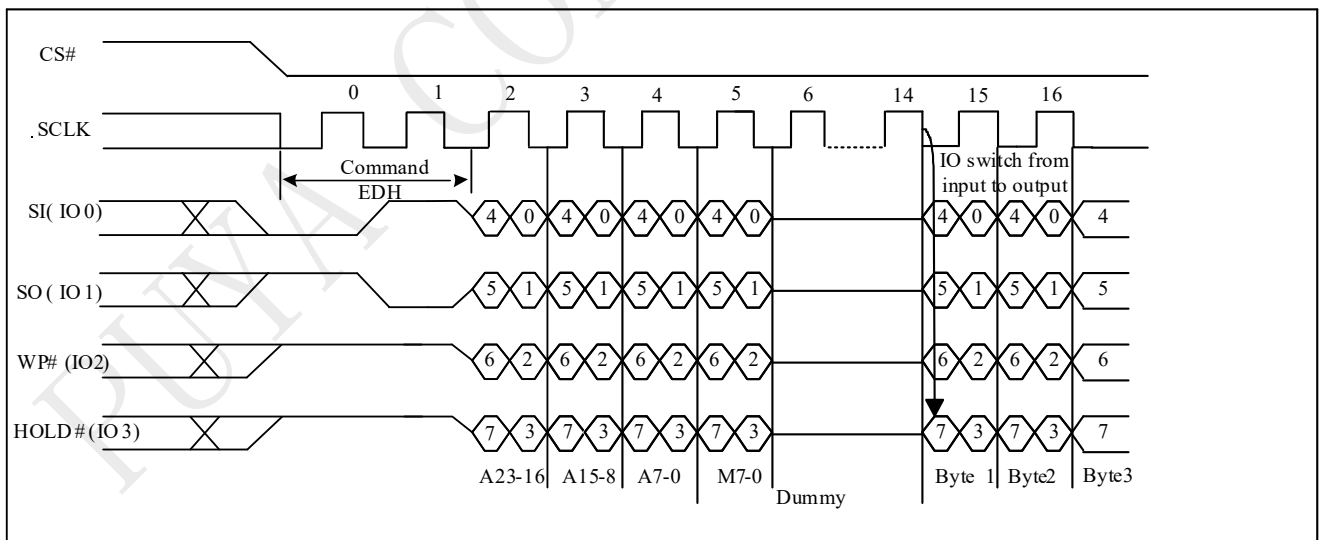 PUYA CO
CS#
0 1 2 3 4 5 6 14 15 16
.SCLK
Command
EDH
IO switch from
input to output
SI( IO 0)
4 0 4 0 4 0 4 0 4 0 4 0 4
SO ( IO 1)
5 1 5 1 5 1 5 1 5 1 5 1 5
WP# (IO2)
6 2 6 2 6 2 6 2 6 2 6 2 6
HOLD # (IO 3)
7 3 7 3 7 3 7 3 7 3 7 3 7
A23-16 A15-8 A7-0 M7-0 Byte 1 Byte2 Byte3
Dummy